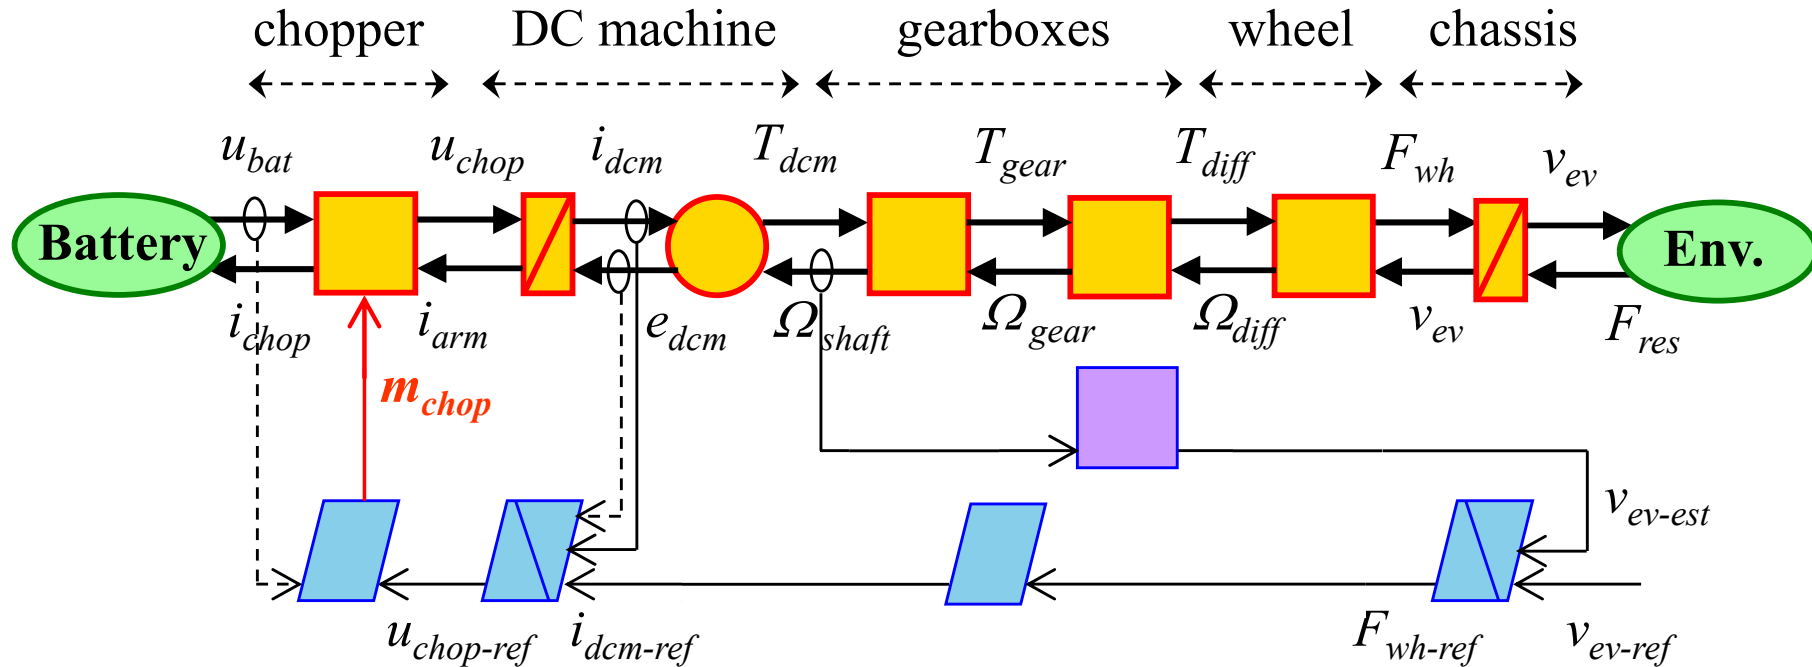 chopper DC machine gearboxes wheel chassis
u_bat u_chop i_dcm T_dcm T_gear T_diff F_wh v_ev
Battery Env.
i_chop i_arm e_dcm Ω_shaft Ω_gear Ω_diff v_ev F_res
m_chop
v_ev-est
u_chop-ref i_dcm-ref F_wh-ref v_ev-ref